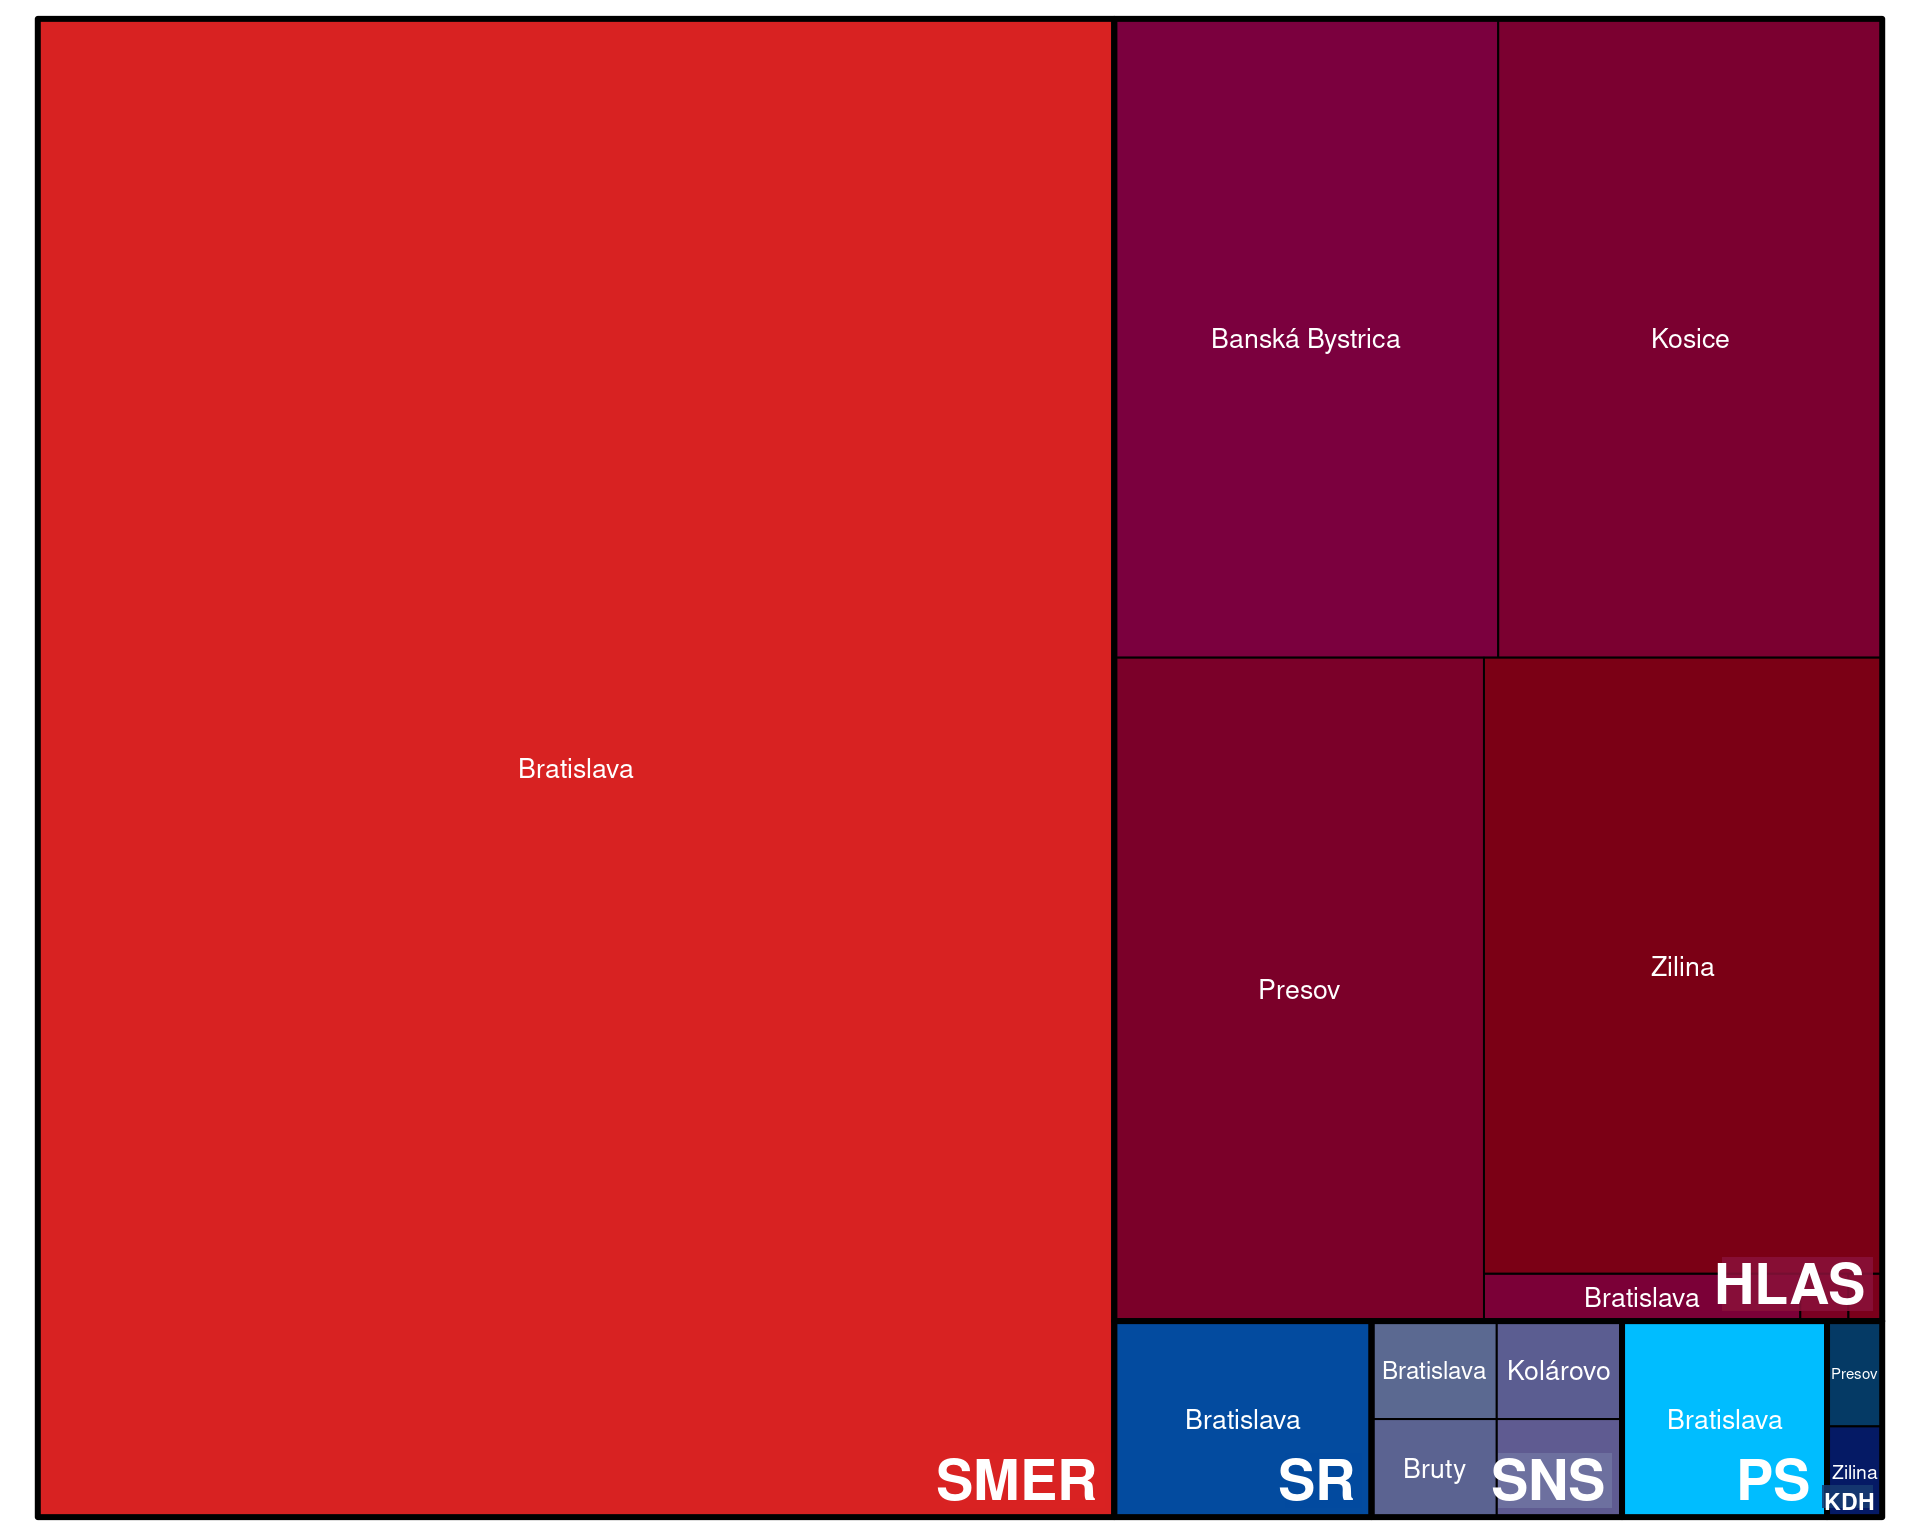 Bratislava
SMER
Banská Bystrica
Kosice
Presov
Zilina
Bratislava
HLAS
Bratislava
SR
Bratislava
Kolárovo
Bruty
SNS
Bratislava
PS
Presov
Zilina
KDH